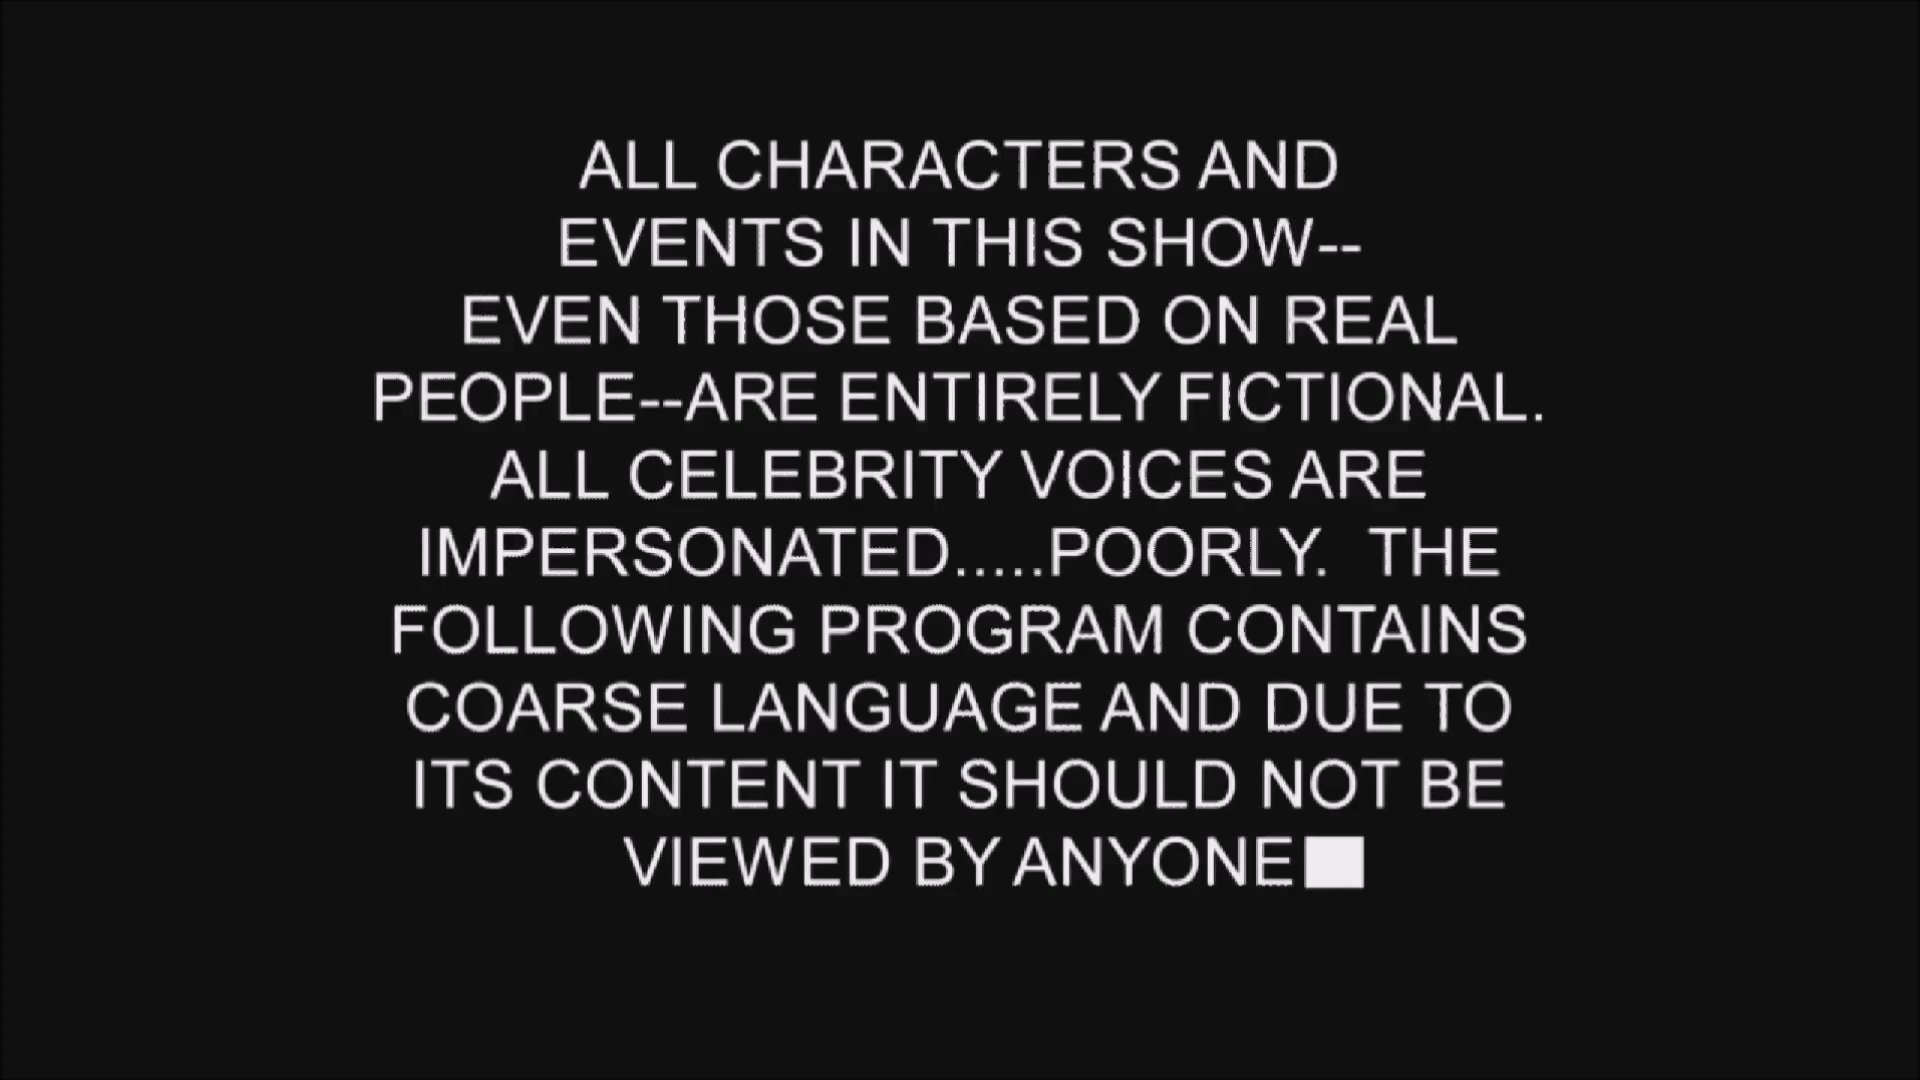 ALL CHARACTERS AND
EVENTS IN THIS SHOW--
EVEN THOSE BASED ON REAL
PEOPLE--ARE ENTIRELY FICTIONAL.
ALL CELEBRITY VOICES ARE
IMPERSONATED.....POORLY.  THE
FOLLOWING PROGRAM CONTAINS
COARSE LANGUAGE AND DUE TO
ITS CONTENT IT SHOULD NOT BE
VIEWED BY ANYONE